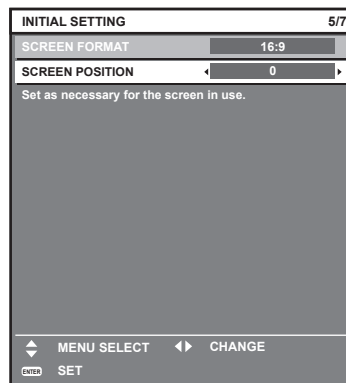 INITIAL SETTING 5/7
SCREEN FORMAT 16:9
SCREEN POSITION 0
Set as necessary for the screen in use.
MENU SELECT CHANGE
ENTER SET